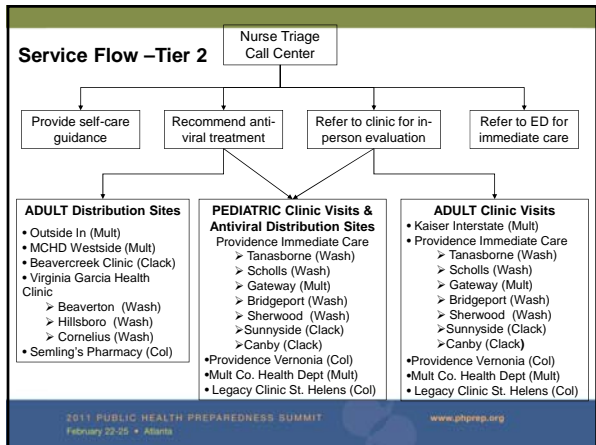 Service Flow –Tier 2
Nurse Triage
Call Center
Provide self-care
guidance
Recommend anti-
viral treatment
Refer to clinic for in-
person evaluation
Refer to ED for
immediate care
ADULT Distribution Sites
• Outside In (Mult)
• MCHD Westside (Mult)
• Beavercreek Clinic (Clack)
• Virginia Garcia Health
Clinic
➢ Beaverton (Wash)
➢ Hillsboro (Wash)
➢ Cornelius (Wash)
• Semling's Pharmacy (Col)
PEDIATRIC Clinic Visits &
Antiviral Distribution Sites
Providence Immediate Care
➢ Tanasborne (Wash)
➢ Scholls (Wash)
➢ Gateway (Mult)
➢ Bridgeport (Wash)
➢ Sherwood (Wash)
➢Sunnyside (Clack)
➢ Canby (Clack)
•Providence Vernonia (Col)
•Mult Co. Health Dept (Mult)
• Legacy Clinic St. Helens (Col)
ADULT Clinic Visits
• Kaiser Interstate (Mult)
• Providence Immediate Care
➢ Tanasborne (Wash)
➢ Scholls (Wash)
➢ Gateway (Mult)
➢ Bridgeport (Wash)
➢ Sherwood (Wash)
➢Sunnyside (Clack)
➢ Canby (Clack)
•Providence Vernonia (Col)
•Mult Co. Health Dept (Mult)
• Legacy Clinic St. Helens (Col)
2011 PUBLIC HEALTH PREPAREDNESS SUMMIT
February 22-25 • Atlanta
www.phprep.org